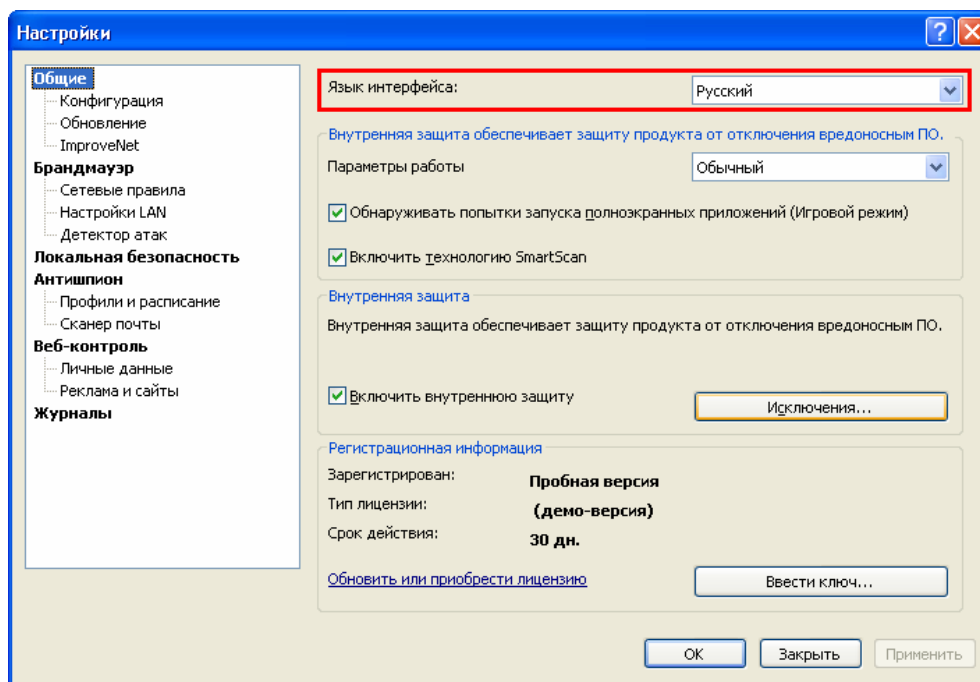 Настройки
Общие
Конфигурация
Обновление
ImproveNet
Брандмауэр
Сетевые правила
Настройки LAN
Детектор атак
Локальная безопасность
Антишпион
Профили и расписание
Сканер почты
Веб-контроль
Личные данные
Реклама и сайты
Журналы
Язык интерфейса: Русский
Внутренняя защита обеспечивает защиту продукта от отключения вредоносным ПО.
Параметры работы Обычный
Обнаруживать попытки запуска полноэкранных приложений (Игровой режим)
Включить технологию SmartScan
Внутренняя защита
Внутренняя защита обеспечивает защиту продукта от отключения вредоносным ПО.
Включить внутреннюю защиту
Исключения...
Регистрационная информация
Зарегистрирован: Пробная версия
Тип лицензии: (демо-версия)
Срок действия: 30 дн.
Обновить или приобрести лицензию
Ввести ключ...
OK Закрыть Применить